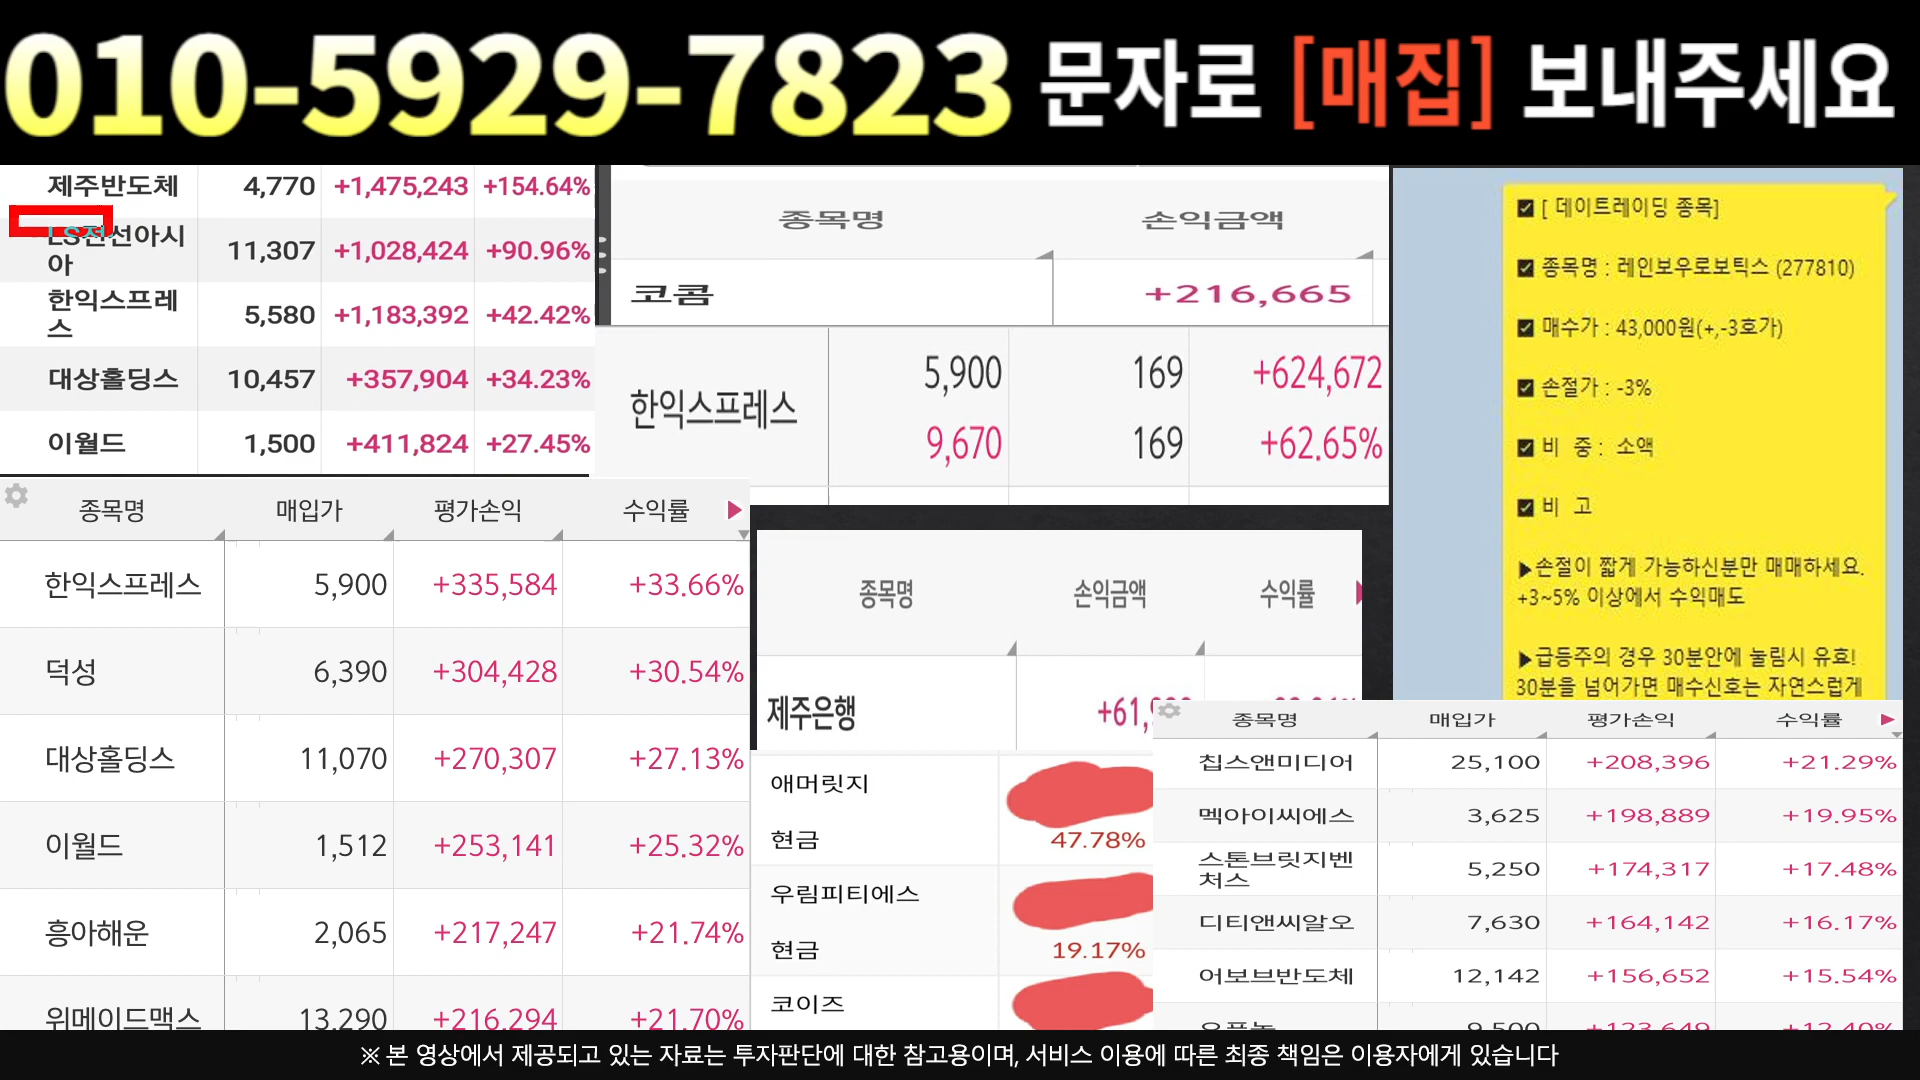 010-5929-7823 문자로 [매집] 보내주세요
제주반도체 4,770 +1,475,243 +154.64%
LS전선아시아 11,307 +1,028,424 +90.96%
한익스프레스 5,580 +1,183,392 +42.42%
대상홀딩스 10,457 +357,904 +34.23%
이월드 1,500 +411,824 +27.45%
종목명 손익금액
코콤 +216,665
한익스프레스
5,900 169 +624,672
9,670 169 +62.65%
☑ [ 데이트레이딩 종목]
☑ 종목명 : 레인보우로보틱스 (277810)
☑ 매수가 : 43,000원(+,-3호가)
☑ 손절가 : -3%
☑ 비 중 : 소액
☑ 비 고
▶손절이 짧게 가능하신분만 매매하세요.
+3~5% 이상에서 수익매도
▶급등주의 경우 30분안에 눌림시 유효!
30분을 넘어가면 매수신호는 자연스럽게
종목명 매입가 평가손익 수익률
한익스프레스 5,900 +335,584 +33.66%
덕성 6,390 +304,428 +30.54%
대상홀딩스 11,070 +270,307 +27.13%
이월드 1,512 +253,141 +25.32%
흥아해운 2,065 +217,247 +21.74%
위메이드맥스 13,290 +216,294 +21.70%
종목명 손익금액 수익률
제주은행 +61,
애머릿지
현금 47.78%
우림피티에스
현금 19.17%
코이즈
종목명 매입가 평가손익 수익률
칩스앤미디어 25,100 +208,396 +21.29%
멕아이씨에스 3,625 +198,889 +19.95%
스톤브릿지벤처스 5,250 +174,317 +17.48%
디티앤씨알오 7,630 +164,142 +16.17%
어보브반도체 12,142 +156,652 +15.54%
9,500 +123,649 +12.40%
※ 본 영상에서 제공되고 있는 자료는 투자판단에 대한 참고용이며, 서비스 이용에 따른 최종 책임은 이용자에게 있습니다